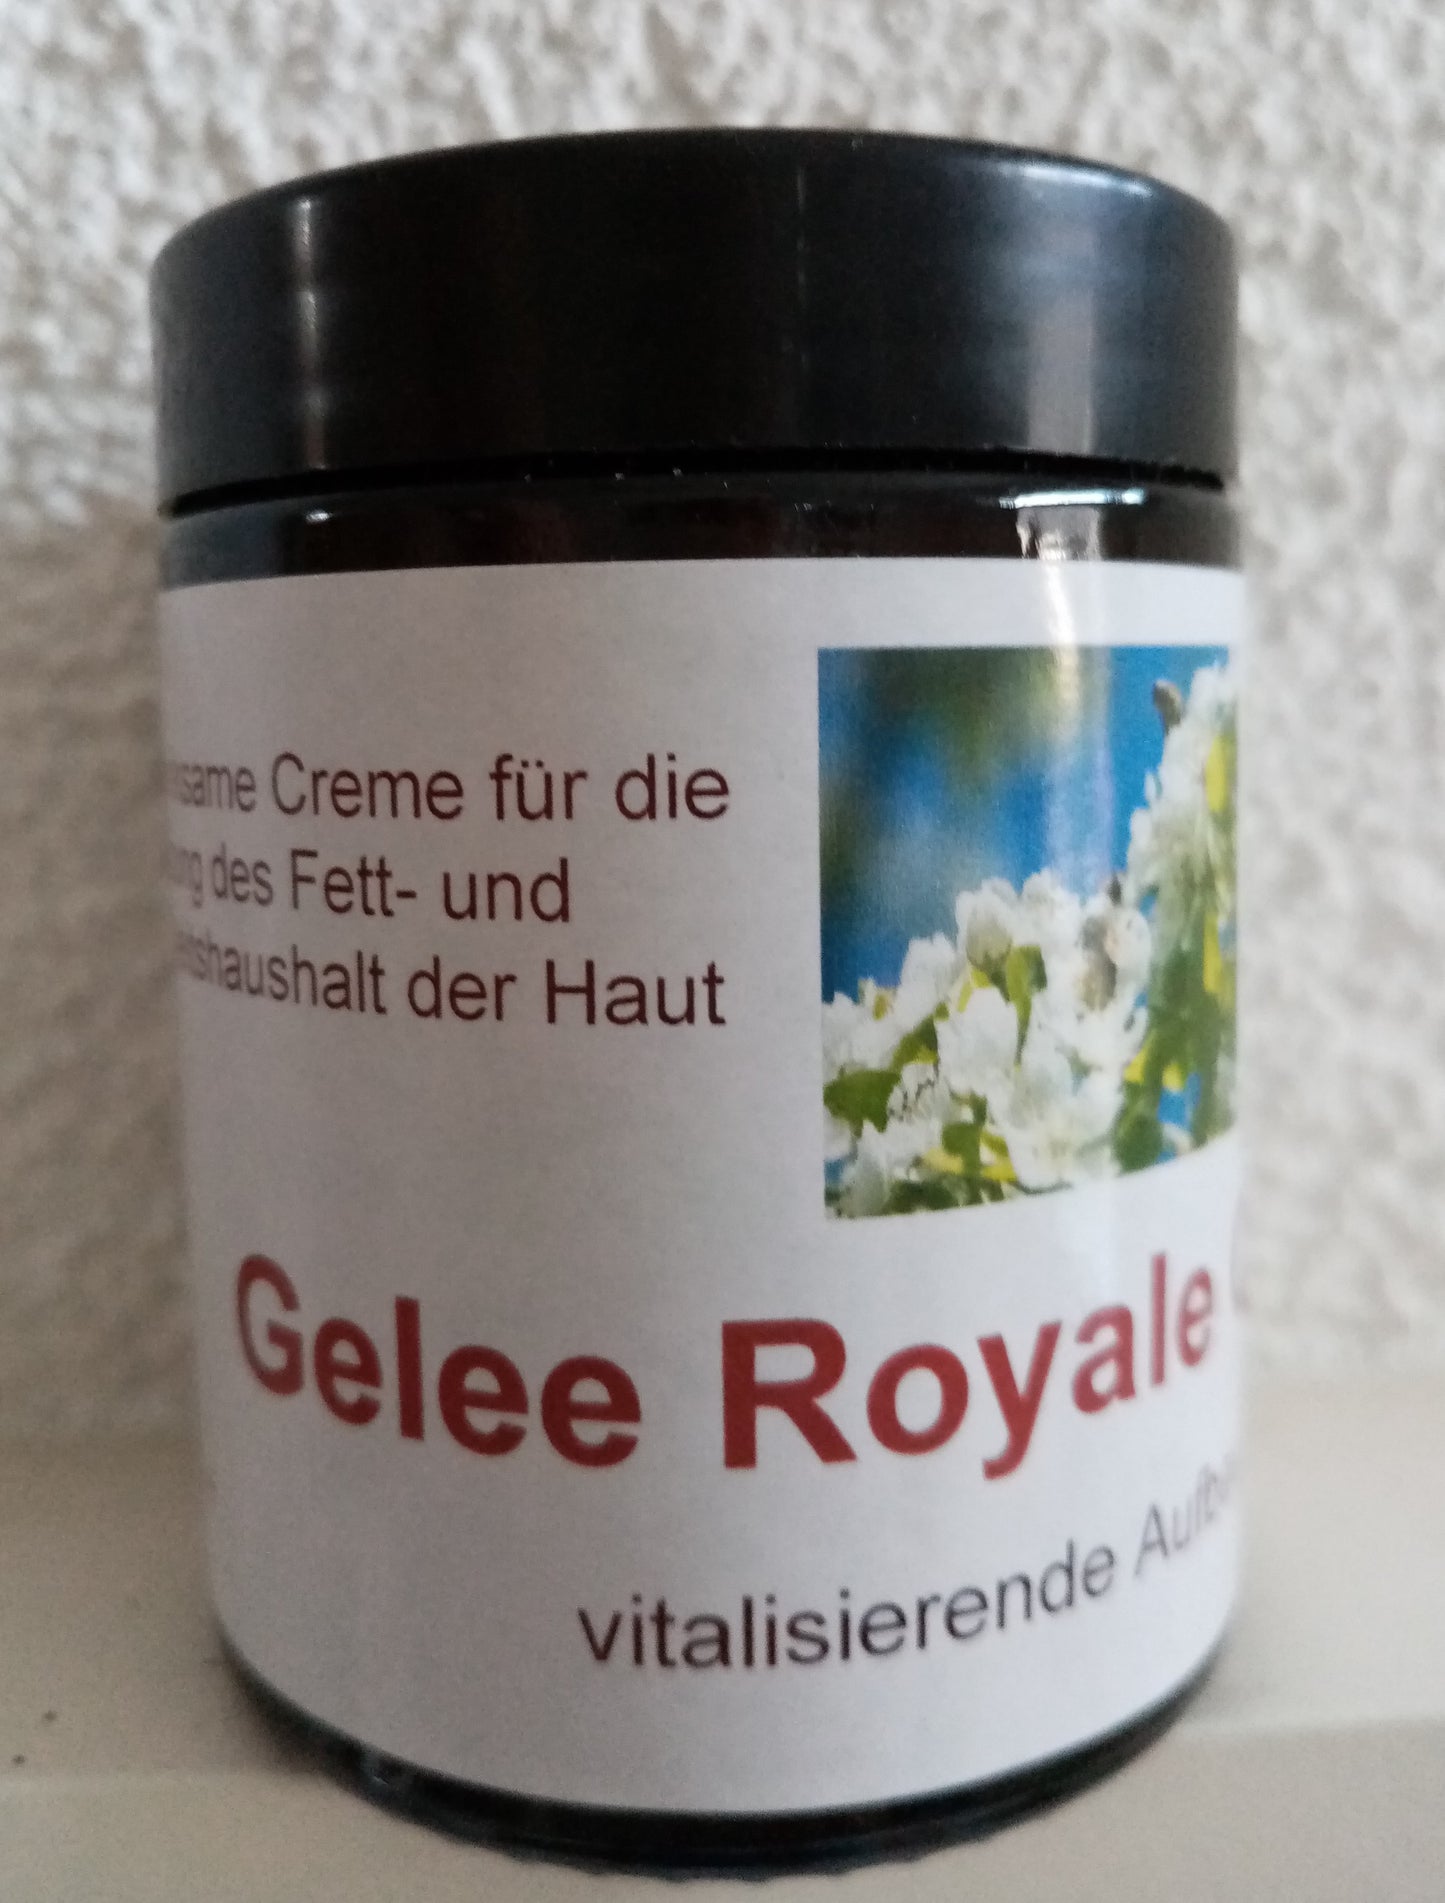 Creme für die
des Fett- und
der Haut
Gelee Royale
vitalisierende